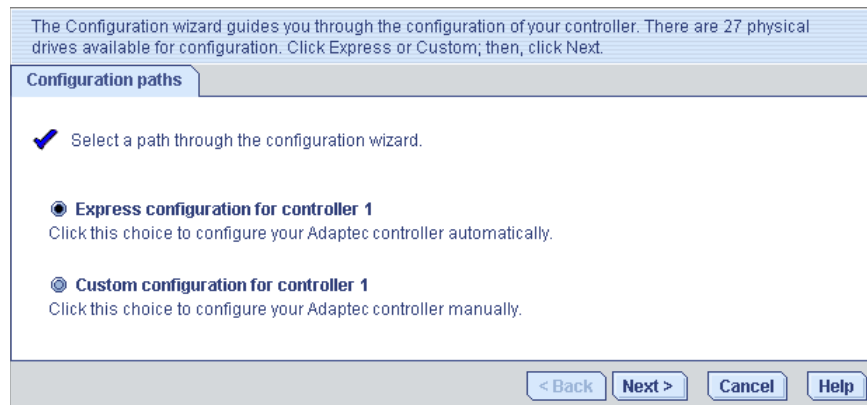 The Configuration wizard guides you through the configuration of your controller. There are 27 physical
drives available for configuration. Click Express or Custom; then, click Next.
Configuration paths
Select a path through the configuration wizard.
Express configuration for controller 1
Click this choice to configure your Adaptec controller automatically.
Custom configuration for controller 1
Click this choice to configure your Adaptec controller manually.
< Back Next > Cancel Help